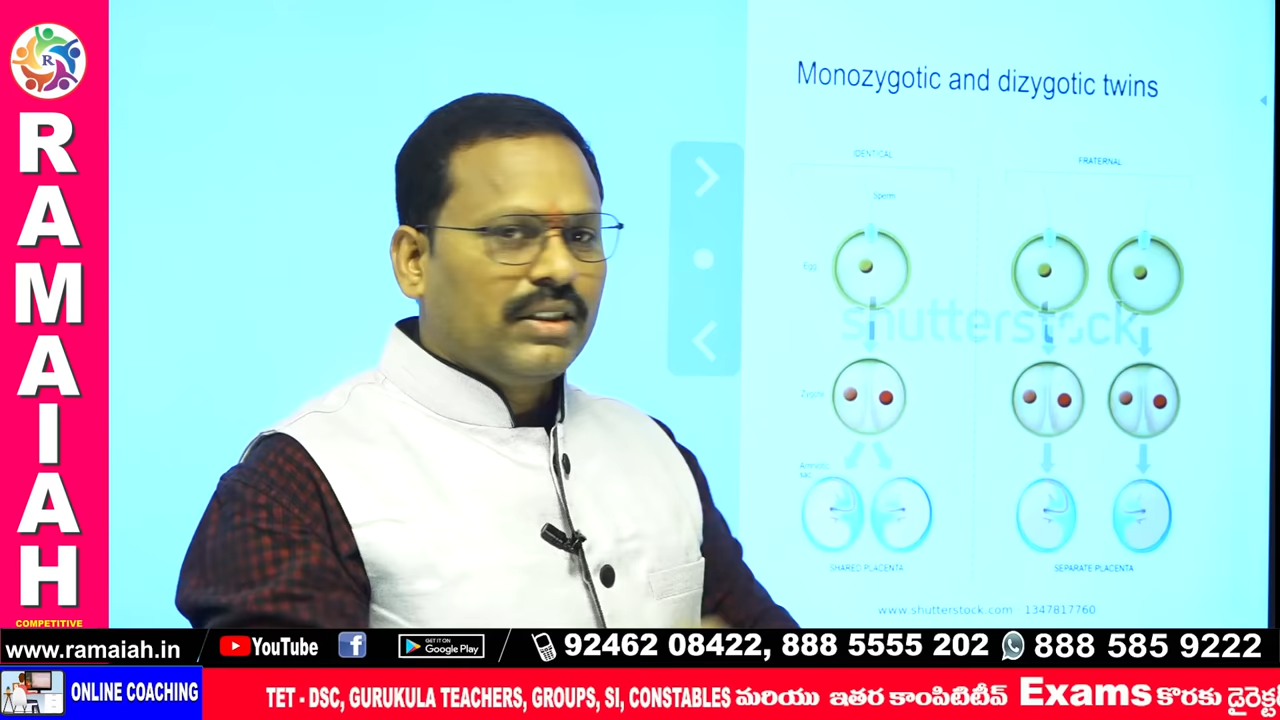 R
RAMAIAH
COMPETITIVE
Monozygotic and dizygotic twins
IDENTICAL
FRATERNAL
Sperm
Egg
shutterstock
Zygote
Amniotic
sac
SHARED PLACENTA
SEPARATE PLACENTA
www.shutterstock.com 1347817760
www.ramaiah.in
YouTube
f
GET IT ON
Google Play
92462 08422, 888 5555 202
888 585 9222
ONLINE COACHING
TET - DSC, GURUKULA TEACHERS, GROUPS, SI, CONSTABLES మరియు ఇతర కాంపిటీటివ్ Exams కొరకు